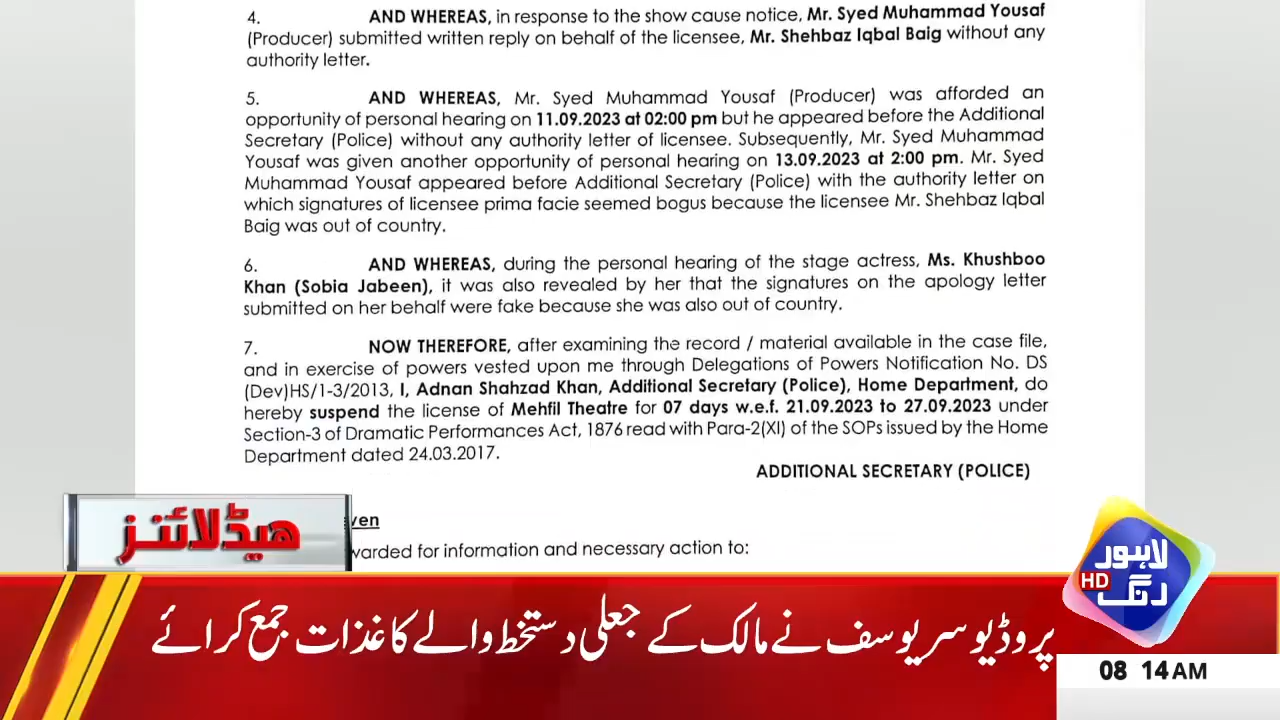 4. AND WHEREAS, in response to the show cause notice, Mr. Syed Muhammad Yousaf
(Producer) submitted written reply on behalf of the licensee, Mr. Shehbaz Iqbal Baig without any
authority letter.
5. AND WHEREAS, Mr. Syed Muhammad Yousaf (Producer) was afforded an
opportunity of personal hearing on 11.09.2023 at 02:00 pm but he appeared before the Additional
Secretary (Police) without any authority letter of licensee. Subsequently, Mr. Syed Muhammad
Yousaf was given another opportunity of personal hearing on 13.09.2023 at 2:00 pm. Mr. Syed
Muhammad Yousaf appeared before Additional Secretary (Police) with the authority letter on
which signatures of licensee prima facie seemed bogus because the licensee Mr. Shehbaz Iqbal
Baig was out of country.
6. AND WHEREAS, during the personal hearing of the stage actress, Ms. Khushboo
Khan (Sobia Jabeen), it was also revealed by her that the signatures on the apology letter
submitted on her behalf were fake because she was also out of country.
7. NOW THEREFORE, after examining the record / material available in the case file,
and in exercise of powers vested upon me through Delegations of Powers Notification No. DS
(Dev)HS/1-3/2013, I, Adnan Shahzad Khan, Additional Secretary (Police), Home Department, do
hereby suspend the license of Mehfil Theatre for 07 days w.e.f. 21.09.2023 to 27.09.2023 under
Section-3 of Dramatic Performances Act, 1876 read with Para-2(XI) of the SOPs issued by the Home
Department dated 24.03.2017.
ADDITIONAL SECRETARY (POLICE)
ven
warded for information and necessary action to:
ہیڈلائنز
لاہور
رنگ HD
پروڈیوسر یوسف نے مالک کے جعلی دستخط والے کاغذات جمع کرائے
08 14 AM